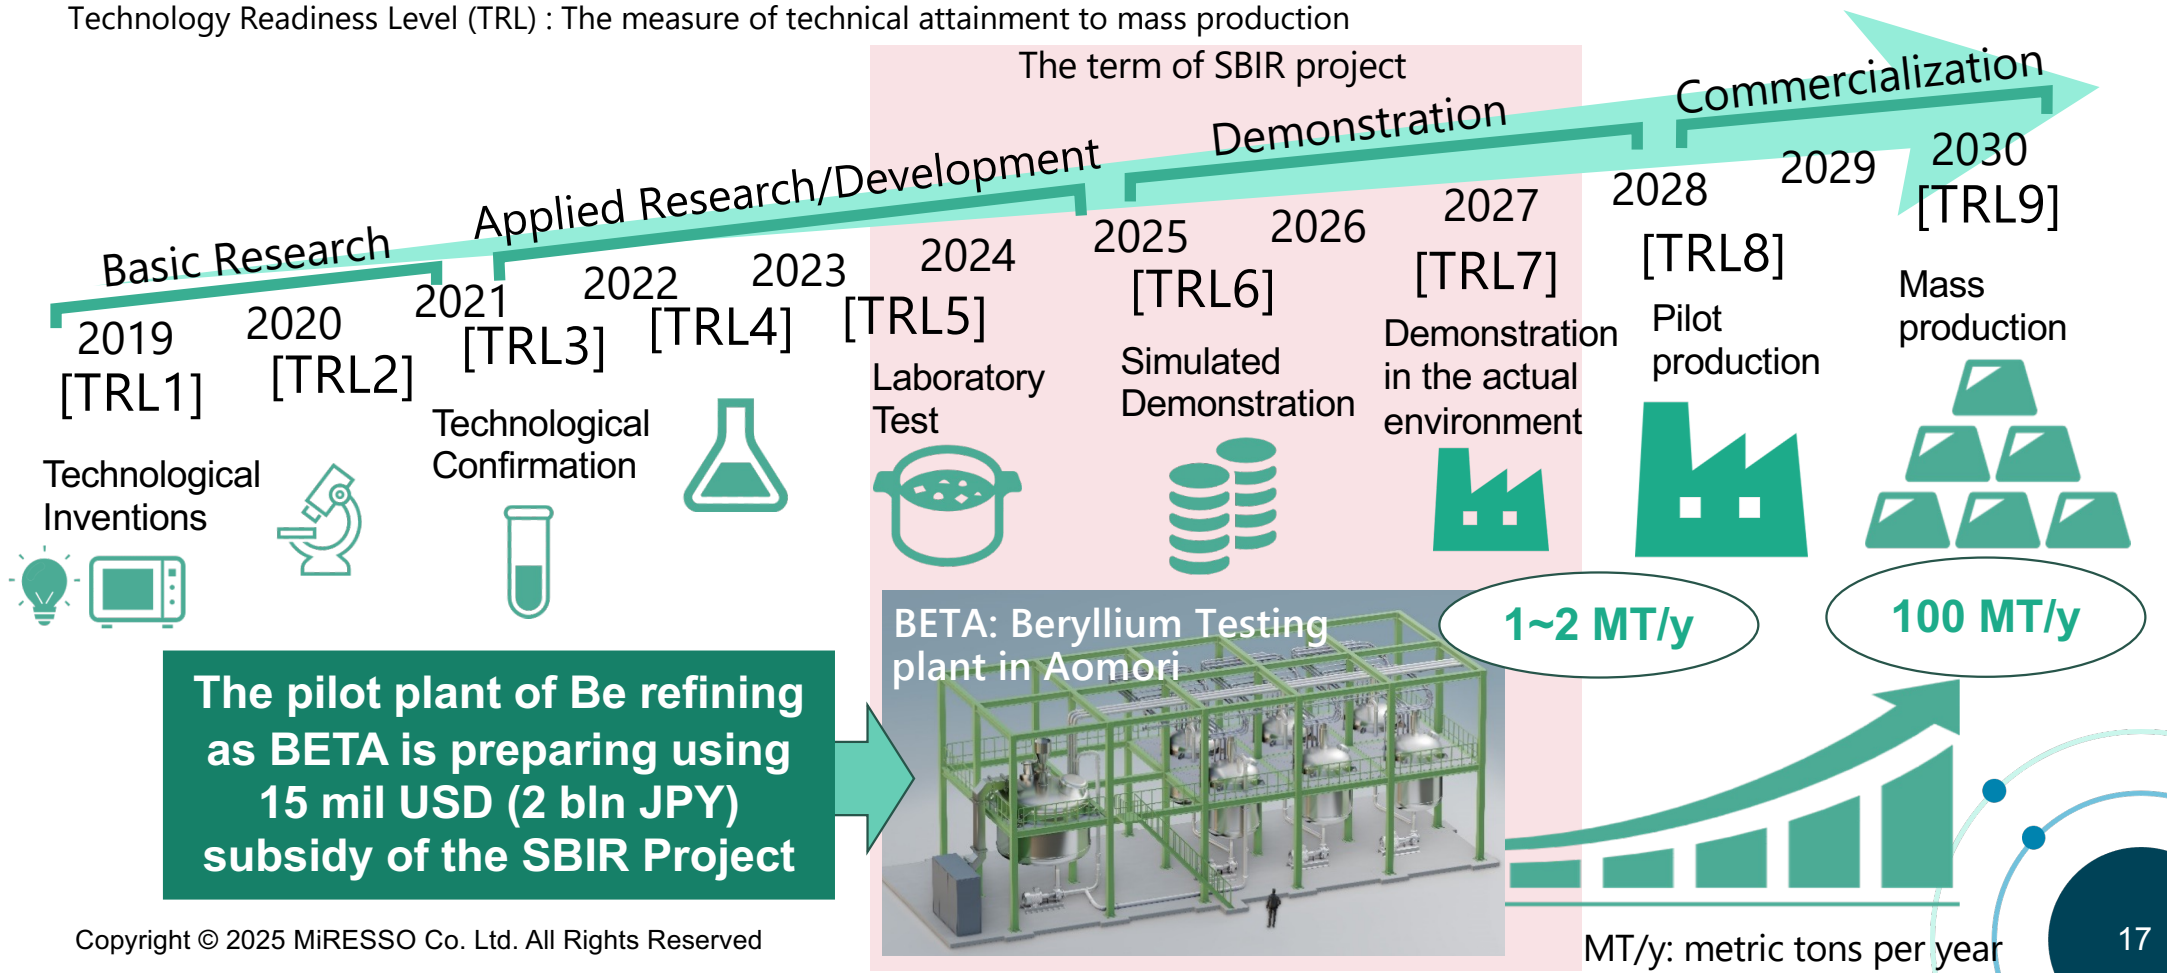 Technology Readiness Level (TRL) : The measure of technical attainment to mass production
The term of SBIR project
Basic Research
Applied Research/Development
Demonstration
Commercialization
2019
[TRL1]
2020
[TRL2]
2021
[TRL3]
2022
[TRL4]
2023
[TRL5]
2024
2025
[TRL6]
2026
2027
[TRL7]
2028
[TRL8]
2029
2030
[TRL9]
Technological
Inventions
Technological
Confirmation
Laboratory
Test
Simulated
Demonstration
Demonstration
in the actual
environment
Pilot
production
Mass
production
1~2 MT/y
100 MT/y
BETA: Beryllium Testing
plant in Aomori
The pilot plant of Be refining
as BETA is preparing using
15 mil USD (2 bln JPY)
subsidy of the SBIR Project
Copyright © 2025 MiRESSO Co. Ltd. All Rights Reserved
MT/y: metric tons per year
17